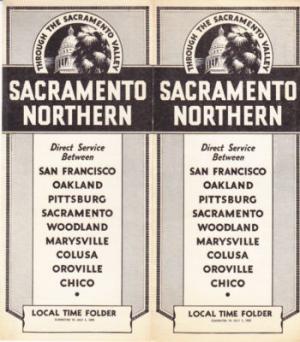 THROUGH THE SACRAMENTO VALLEY
SACRAMENTO
NORTHERN
Direct Service
Between
SAN FRANCISCO
OAKLAND
PITTSBURG
SACRAMENTO
WOODLAND
MARYSVILLE
COLUSA
OROVILLE
CHICO
LOCAL TIME FOLDER
THROUGH THE SACRAMENTO VALLEY
SACRAMENTO
NORTHERN
Direct Service
Between
SAN FRANCISCO
OAKLAND
PITTSBURG
SACRAMENTO
WOODLAND
MARYSVILLE
COLUSA
OROVILLE
CHICO
LOCAL TIME FOLDER